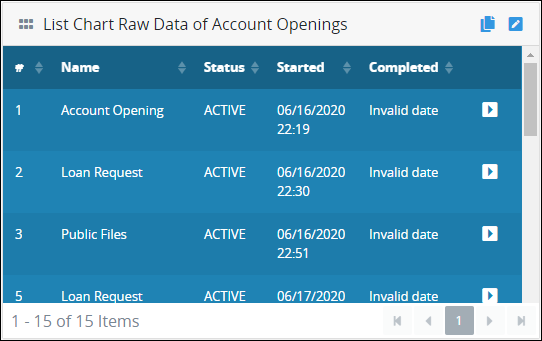 List Chart Raw Data of Account Openings
# Name Status Started Completed
1 Account Opening ACTIVE 06/16/2020 Invalid date
22:19
2 Loan Request ACTIVE 06/16/2020 Invalid date
22:30
3 Public Files ACTIVE 06/16/2020 Invalid date
22:51
5 Loan Request ACTIVE 06/17/2020 Invalid date
1 - 15 of 15 Items 1